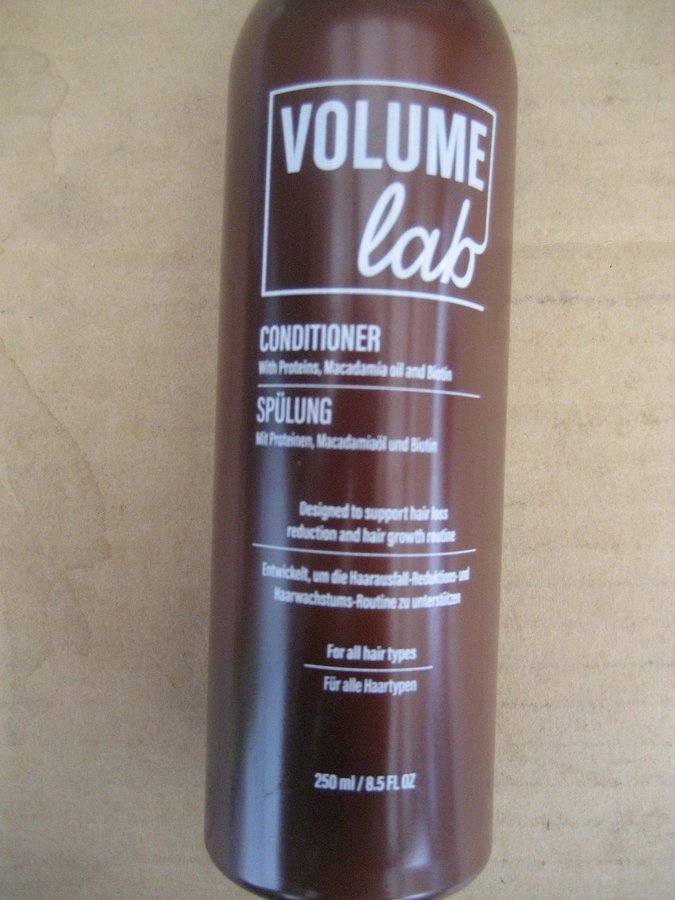 VOLUME
lab
CONDITIONER
With Proteins, Macadamia oil and Biotin
SPÜLUNG
Mit Proteinen, Macadamiaöl und Biotin
Designed to support hair loss
reduction and hair growth routine
Entwickelt, um die Haarausfall-Reduktions-und
Haarwachstums-Routine zu unterstützen
For all hair types
Für alle Haartypen
250 ml / 8.5 FL OZ